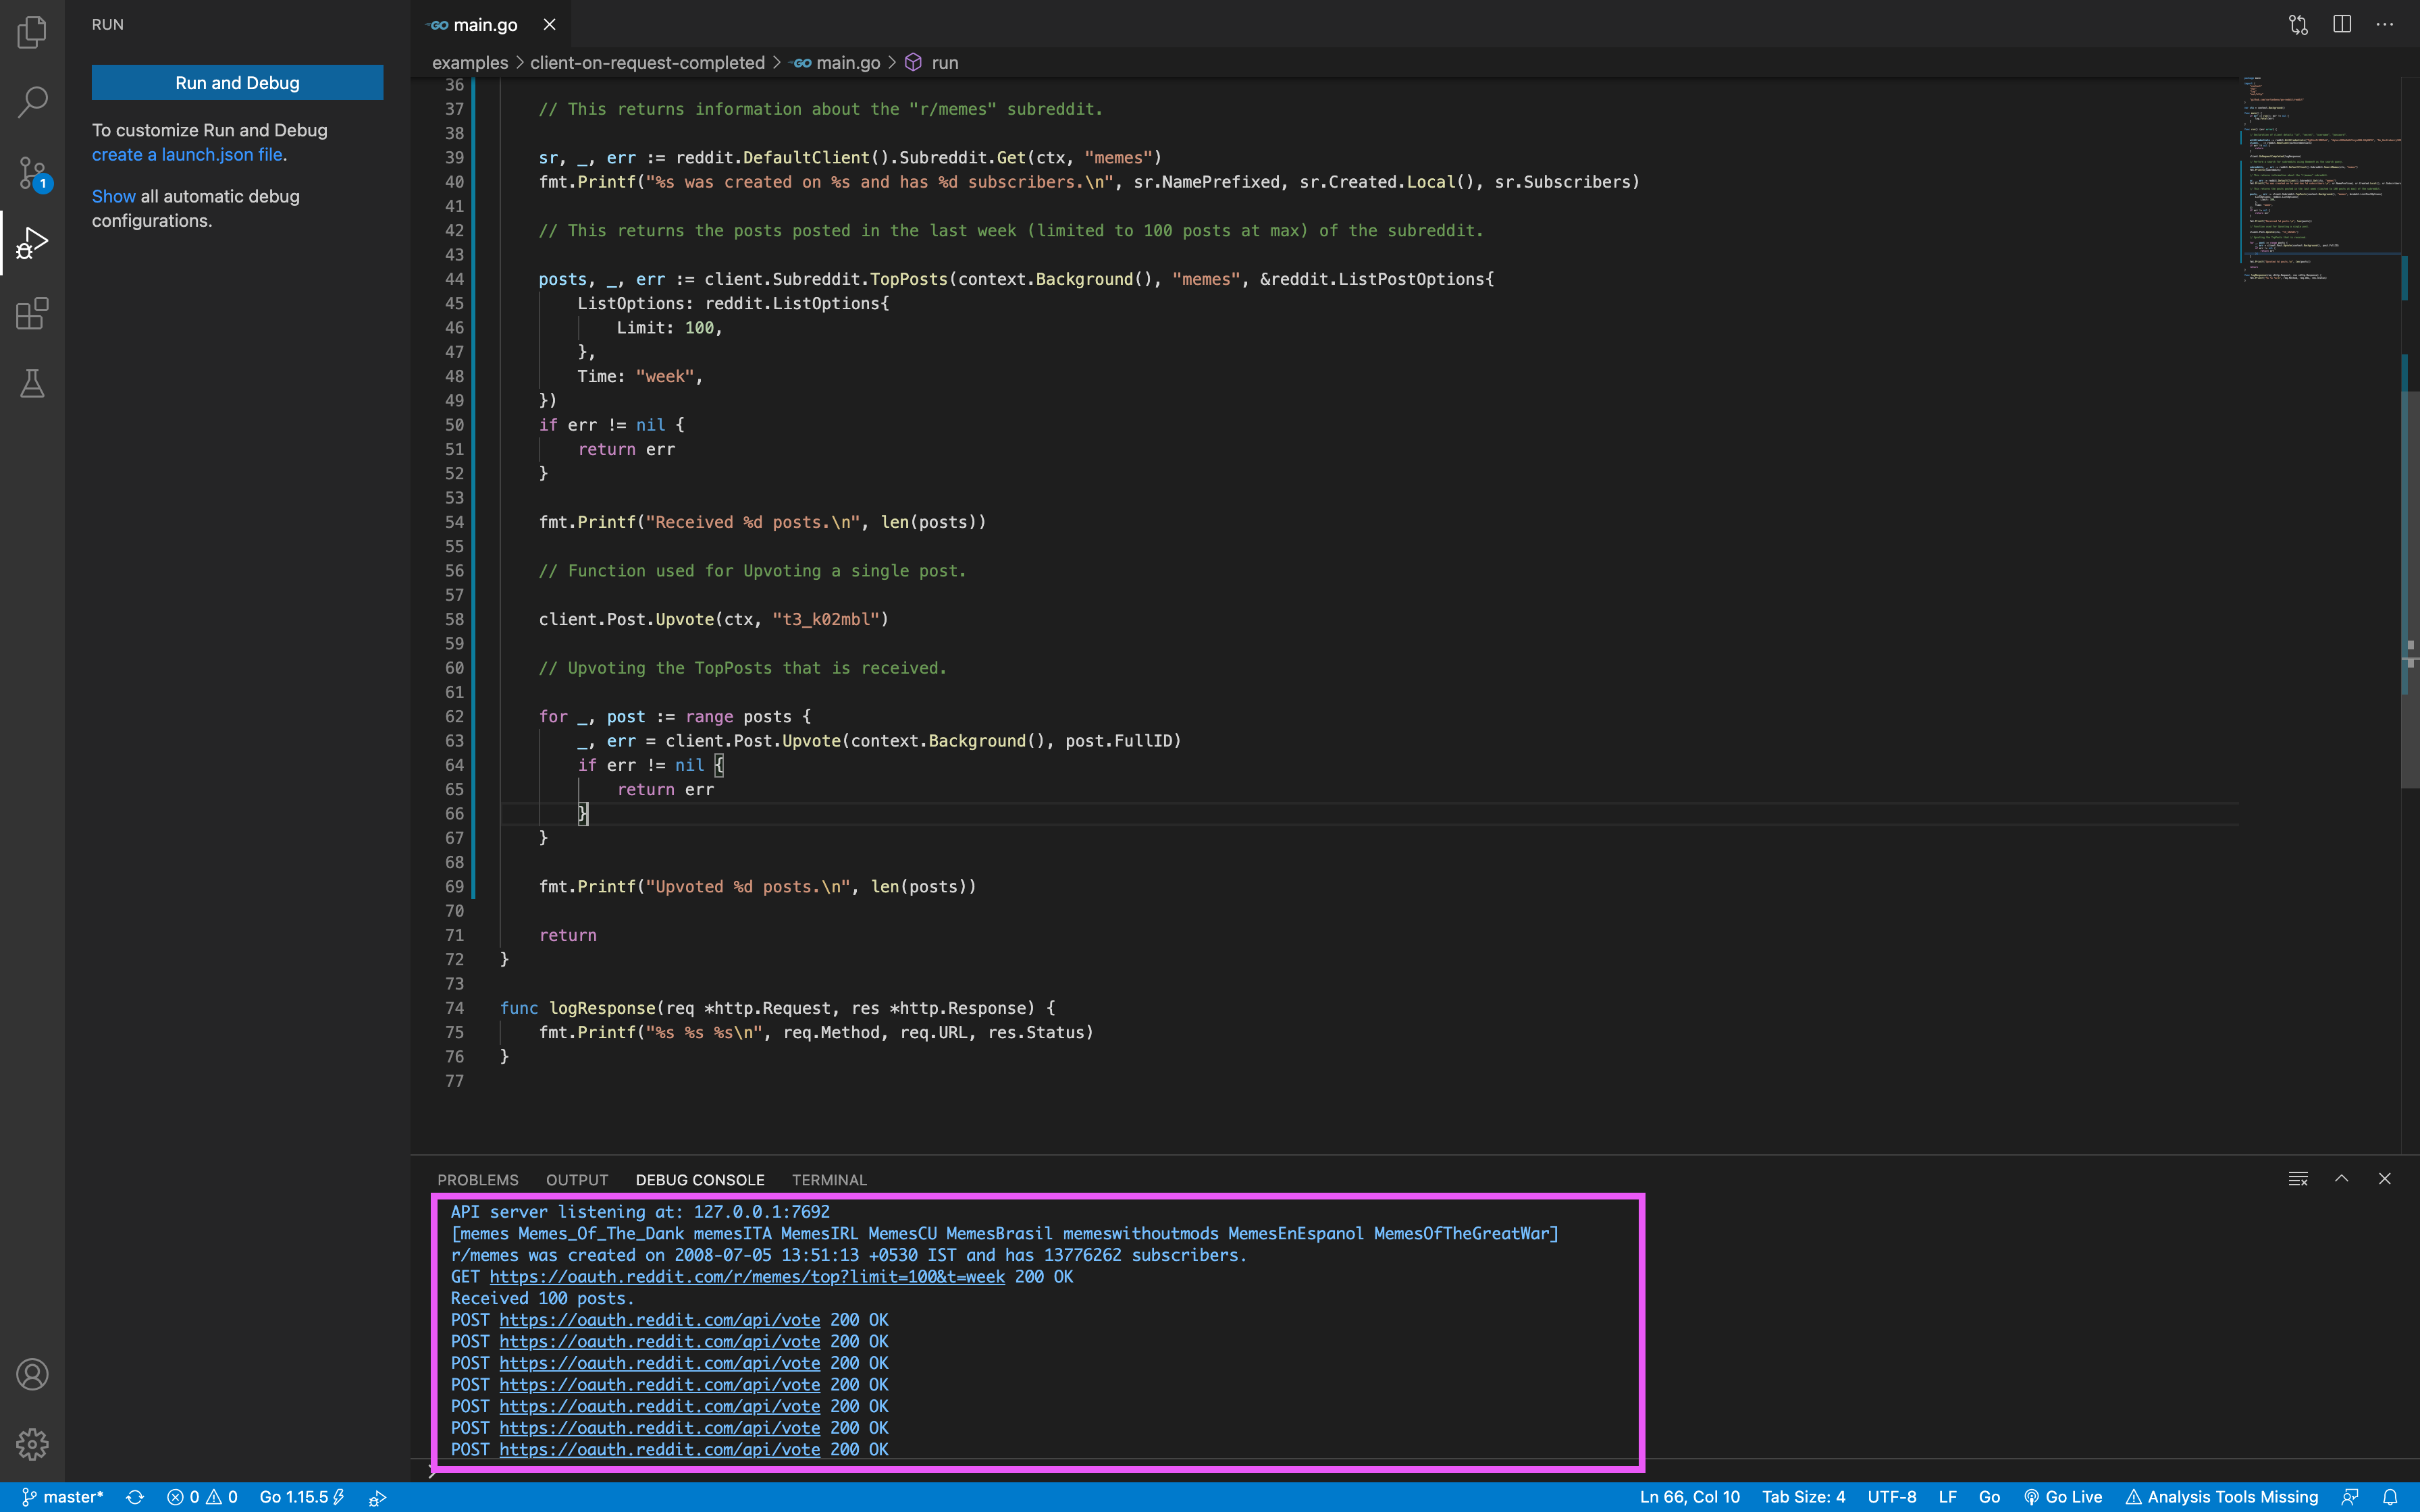 RUN
main.go
Run and Debug
To customize Run and Debug
create a launch.json file.
Show all automatic debug
configurations.
1
examples > client-on-request-completed > main.go > run
36
37 // This returns information about the "r/memes" subreddit.
38
39 sr, _, err := reddit.DefaultClient().Subreddit.Get(ctx, "memes")
40 fmt.Printf("%s was created on %s and has %d subscribers.\n", sr.NamePrefixed, sr.Created.Local(), sr.Subscribers)
41
42 // This returns the posts posted in the last week (limited to 100 posts at max) of the subreddit.
43
44 posts, _, err := client.Subreddit.TopPosts(context.Background(), "memes", &reddit.ListPostOptions{
45 ListOptions: reddit.ListOptions{
46 Limit: 100,
47 },
48 Time: "week",
49 })
50 if err != nil {
51 return err
52 }
53
54 fmt.Printf("Received %d posts.\n", len(posts))
55
56 // Function used for Upvoting a single post.
57
58 client.Post.Upvote(ctx, "t3_k02mbl")
59
60 // Upvoting the TopPosts that is received.
61
62 for _, post := range posts {
63 _, err = client.Post.Upvote(context.Background(), post.FullID)
64 if err != nil {
65 return err
66 }
67 }
68
69 fmt.Printf("Upvoted %d posts.\n", len(posts))
70
71 return
72 }
73
74 func logResponse(req *http.Request, res *http.Response) {
75 fmt.Printf("%s %s %s\n", req.Method, req.URL, res.Status)
76 }
77
PROBLEMS OUTPUT DEBUG CONSOLE TERMINAL
API server listening at: 127.0.0.1:7692
[memes Memes_Of_The_Dank memesITA MemesIRL MemesCU MemesBrasil memeswithoutmods MemesEnEspanol MemesOfTheGreatWar]
r/memes was created on 2008-07-05 13:51:13 +0530 IST and has 13776262 subscribers.
GET https://oauth.reddit.com/r/memes/top?limit=100&t=week 200 OK
Received 100 posts.
POST https://oauth.reddit.com/api/vote 200 OK
POST https://oauth.reddit.com/api/vote 200 OK
POST https://oauth.reddit.com/api/vote 200 OK
POST https://oauth.reddit.com/api/vote 200 OK
POST https://oauth.reddit.com/api/vote 200 OK
POST https://oauth.reddit.com/api/vote 200 OK
POST https://oauth.reddit.com/api/vote 200 OK
master* 0 0 Go 1.15.5 Ln 66, Col 10 Tab Size: 4 UTF-8 LF Go Go Live Analysis Tools Missing